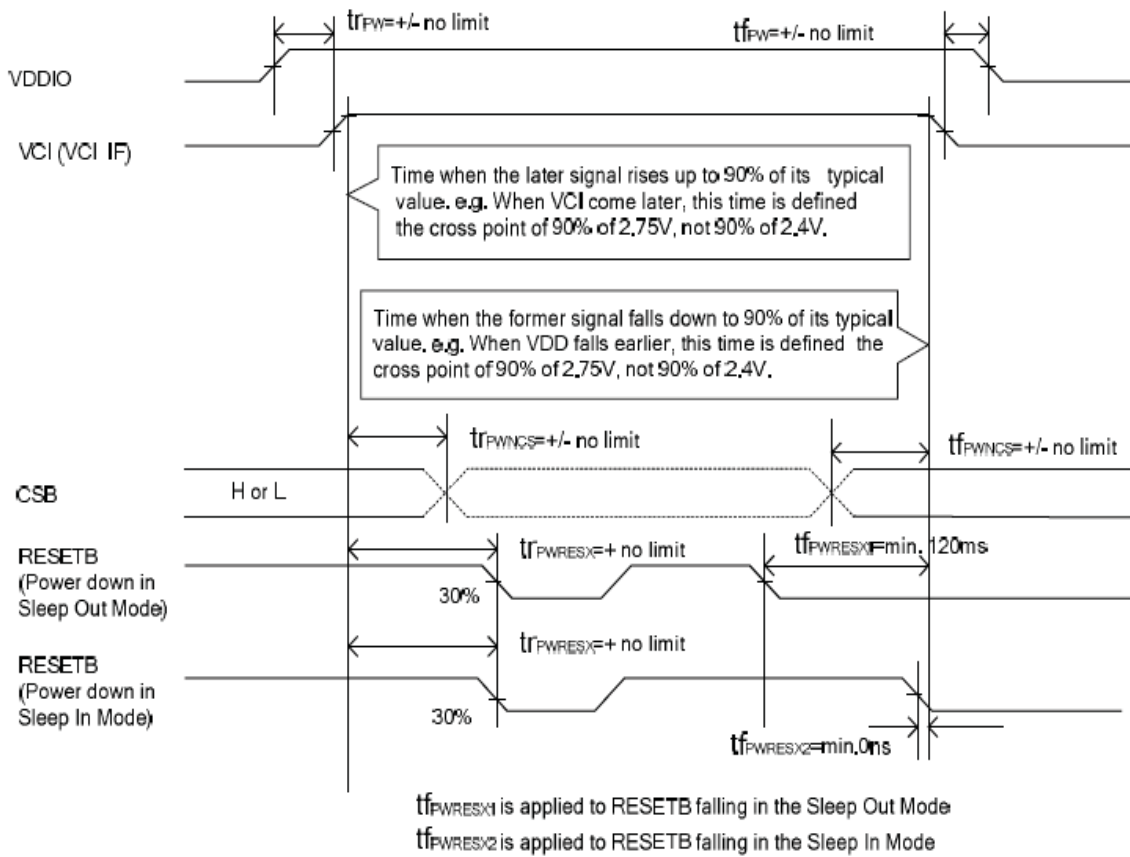 trPW=+/- no limit
tfPW=+/- no limit
VDDIO
VCI (VCI IF)
Time when the later signal rises up to 90% of its typical
value. e.g. When VCI come later, this time is defined
the cross point of 90% of 2.75V, not 90% of 2.4V.
Time when the former signal falls down to 90% of its typical
value. e.g. When VDD falls earlier, this time is defined the
cross point of 90% of 2.75V, not 90% of 2.4V.
trPWNCS=+/- no limit
tfPWNCS=+/- no limit
CSB
H or L
RESETB
(Power down in
Sleep Out Mode)
trPWRESX=+ no limit
tfPWRESX1=min. 120ms
30%
RESETB
(Power down in
Sleep In Mode)
trPWRESX=+ no limit
30%
tfPWRESX2=min.0ns
tfPWRESX1 is applied to RESETB falling in the Sleep Out Mode
tfPWRESX2 is applied to RESETB falling in the Sleep In Mode